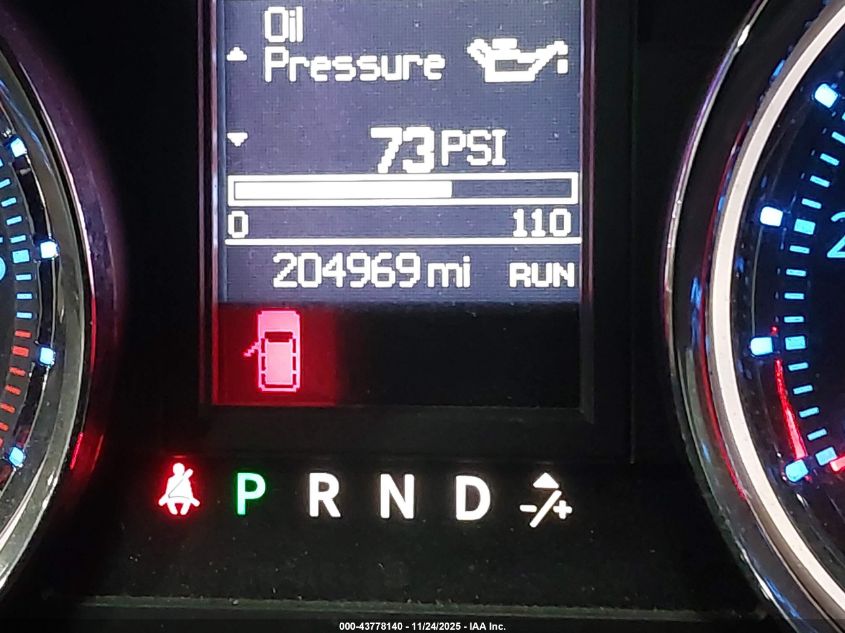 Oil
Pressure
73 PSI
0 110
204969 mi RUN
P R N D -/+
000-43778140 - 11/24/2025 - IAA Inc.